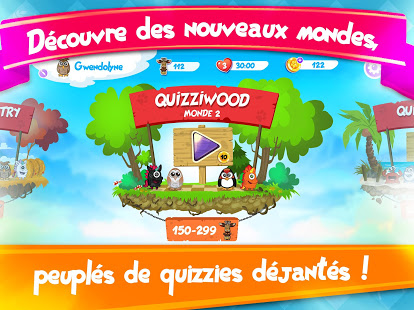 Découvre des nouveaux mondes,
Gwendolyne 112 30:00 122
QUIZZIWOOD
MONDE 2
TRY
10
150-299
peuplés de quizzies déjantés !